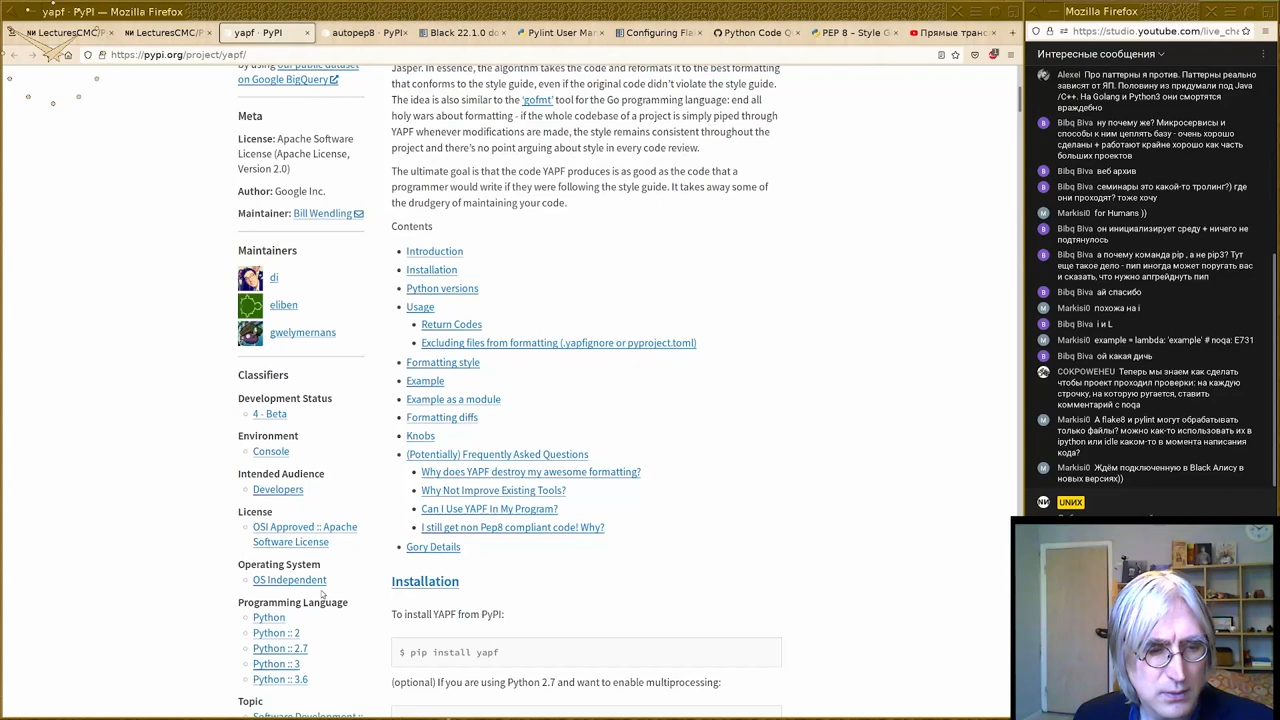 yapf · PyPI — Mozilla Firefox
LecturesCMC/P
LecturesCMC/P
yapf · PyPI
autopep8 · PyPI
Black 22.1.0 do
Pylint User Man
Configuring Fla
Python Code Q
PEP 8 – Style G
Прямые транс
https://pypi.org/project/yapf/
by using our public dataset
on Google BigQuery
Meta
License: Apache Software
License (Apache License,
Version 2.0)
Author: Google Inc.
Maintainer: Bill Wendling
Maintainers
di
eliben
gwelymernans
Classifiers
Development Status
4 - Beta
Environment
Console
Intended Audience
Developers
License
OSI Approved :: Apache
Software License
Operating System
OS Independent
Programming Language
Python
Python :: 2
Python :: 2.7
Python :: 3
Python :: 3.6
Topic
Software Development ::
Jasper. In essence, the algorithm takes the code and reformats it to the best formatting
that conforms to the style guide, even if the original code didn't violate the style guide.
The idea is also similar to the 'gofmt' tool for the Go programming language: end all
holy wars about formatting - if the whole codebase of a project is simply piped through
YAPF whenever modifications are made, the style remains consistent throughout the
project and there's no point arguing about style in every code review.
The ultimate goal is that the code YAPF produces is as good as the code that a
programmer would write if they were following the style guide. It takes away some of
the drudgery of maintaining your code.
Contents
Introduction
Installation
Python versions
Usage
Return Codes
Excluding files from formatting (.yapfignore or pyproject.toml)
Formatting style
Example
Example as a module
Formatting diffs
Knobs
(Potentially) Frequently Asked Questions
Why does YAPF destroy my awesome formatting?
Why Not Improve Existing Tools?
Can I Use YAPF In My Program?
I still get non Pep8 compliant code! Why?
Gory Details
Installation
To install YAPF from PyPI:
$ pip install yapf
(optional) If you are using Python 2.7 and want to enable multiprocessing:
Mozilla Firefox
https://studio.youtube.com/live_cha
Интересные сообщения
Alexei Про паттерны я против. Паттерны реально
зависят от ЯП. Половину из придумали под Java
/C++. На Golang и Python3 они смортятся
враждебно
Bibq Biva ну почему же? Микросервисы и
способы к ним цеплять базу - очень хорошо
сделаны + работают крайне хорошо как часть
больших проектов
Bibq Biva веб архив
Bibq Biva семинары это какой-то тролинг?) где
они проходят? тоже хочу
Markisi0 for Humans ))
Bibq Biva он инициализирует среду + ничего не
подтянулось
Bibq Biva а почему команда pip , а не pip3? Тут
еще такое дело - пип иногда может поругать вас
и сказать, что нужно апгрейднуть пип
Bibq Biva ай спасибо
Markisi0 похожа на i
Bibq Biva i и L
Markisi0 example = lambda: 'example' # noqa: E731
Bibq Biva ой какая дичь
COKPOWEHEU Теперь мы знаем как сделать
чтобы проект проходил проверки: на каждую
строчку, на которую ругается, ставить
комментарий с noqa
Markisi0 А flake8 и pylint могут обрабатывать
только файлы? можно как-то использовать их в
ipython или idle каком-то в момента написания
кода?
Markisi0 Ждём подключенную в Black Алису в
новых версиях))
UNИX